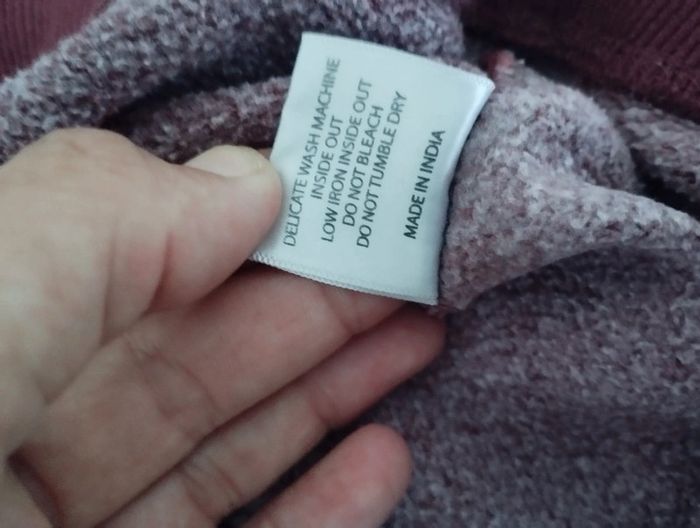 DELICATE WASH MACHINE
INSIDE OUT
LOW IRON INSIDE OUT
DO NOT BLEACH
DO NOT TUMBLE DRY
MADE IN INDIA